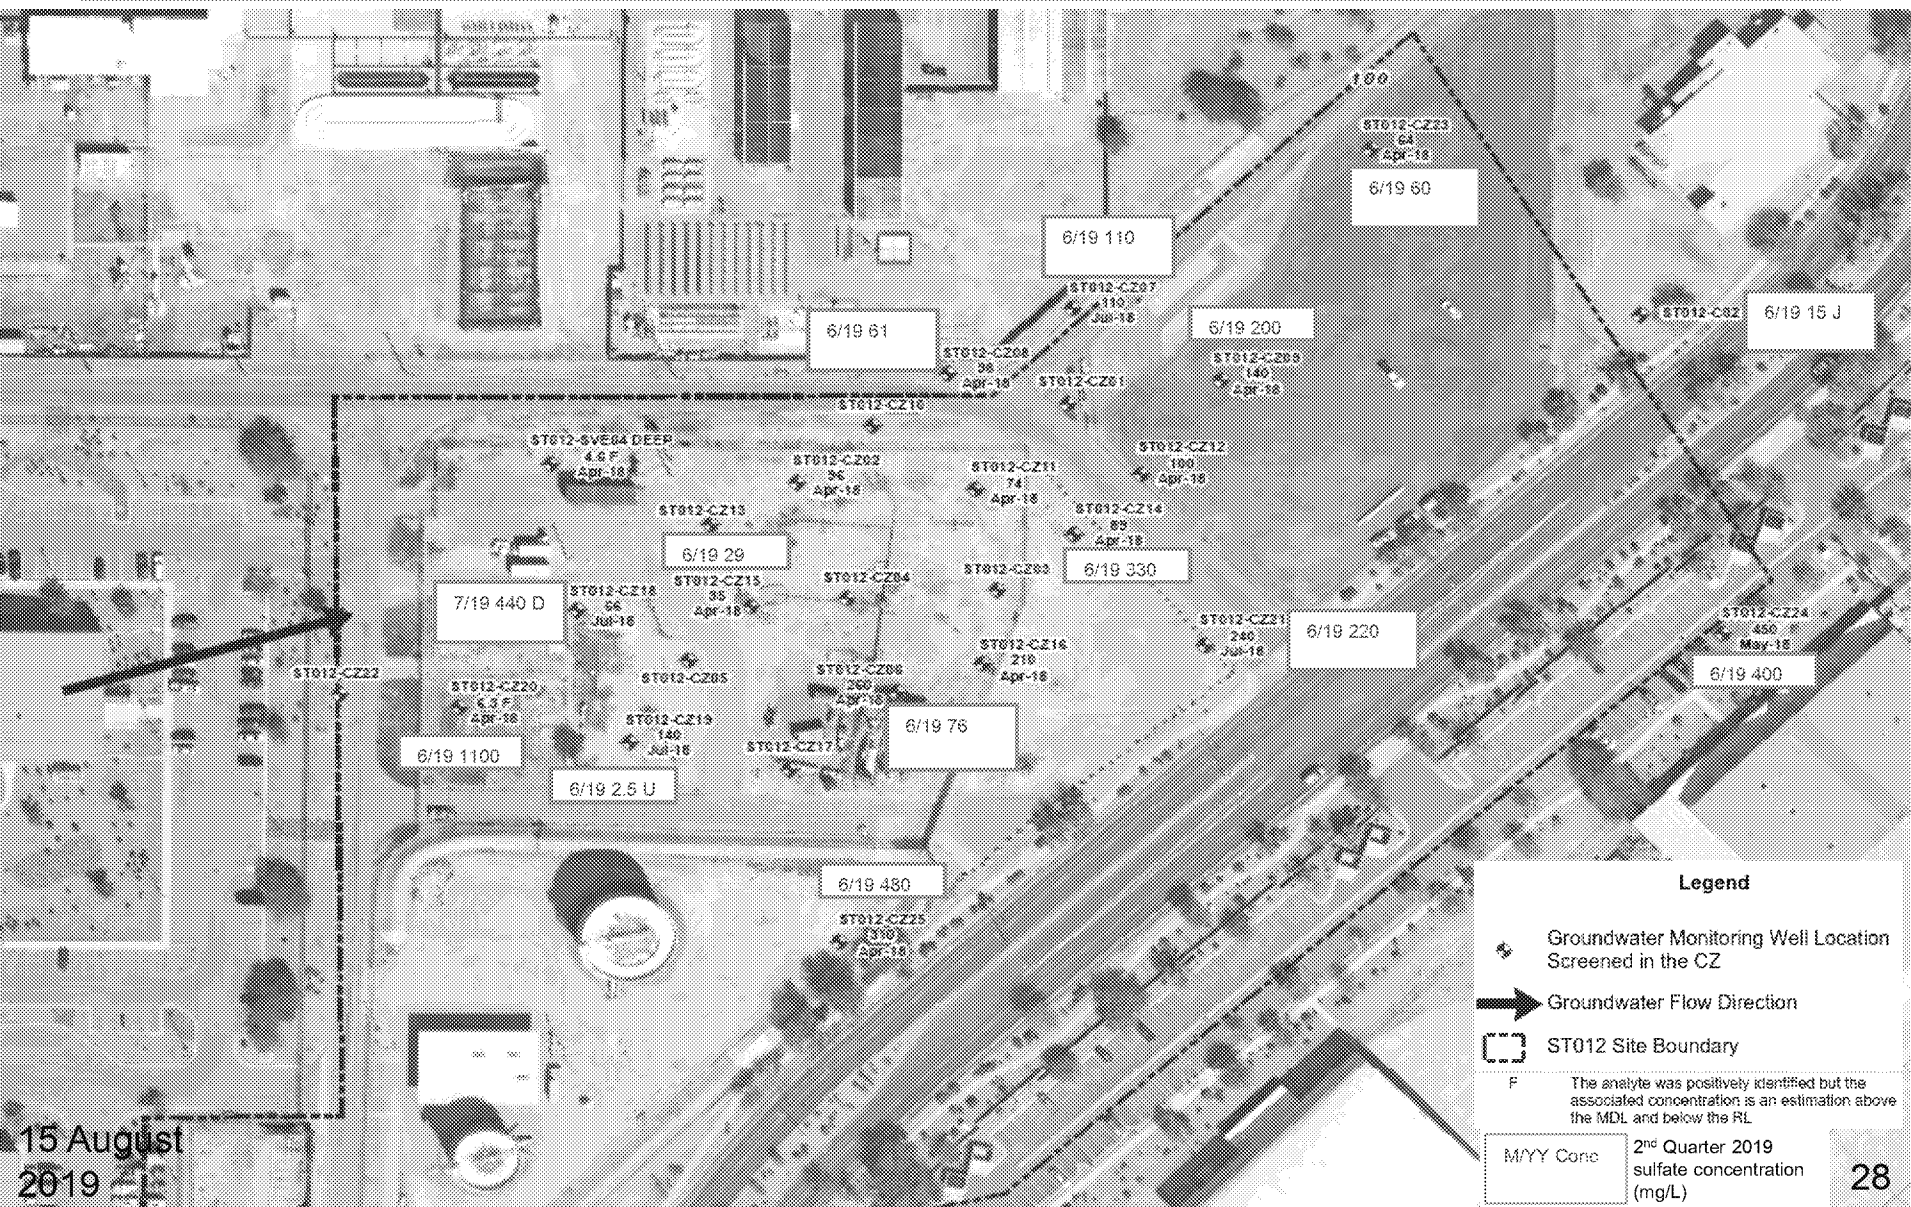 100
ST012-CZ23
64
Apr-18
6/19 60
6/19 110
ST012-CZ07
110
Jul-18
6/19 61
ST012-CZ08
98
Apr-18
ST012-CZ01
6/19 200
ST012-CZ09
140
Apr-18
ST012-C02
6/19 15 J
ST012-CZ10
ST012-SVE04 DEEP
4.6 F
Apr-18
ST012-CZ02
96
Apr-18
ST012-CZ11
74
Apr-18
ST012-CZ12
100
Apr-18
ST012-CZ13
6/19 29
ST012-CZ14
89
Apr-18
6/19 330
7/19 440 D
ST012-CZ18
66
Jul-18
ST012-CZ15
35
Apr-18
ST012-CZ04
ST012-CZ03
ST012-CZ21
240
Jul-18
6/19 220
ST012-CZ24
450
May-18
6/19 400
ST012-CZ22
ST012-CZ20
6.3 F
Apr-18
6/19 1100
ST012-CZ05
ST012-CZ06
260
Apr-18
6/19 76
ST012-CZ16
210
Apr-18
ST012-CZ19
140
Jul-18
6/19 2.5 U
ST012-CZ17
6/19 480
ST012-CZ25
310
Apr-18
Legend
Groundwater Monitoring Well Location
Screened in the CZ
Groundwater Flow Direction
ST012 Site Boundary
F The analyte was positively identified but the
associated concentration is an estimation above
the MDL and below the RL
M/YY Conc
2nd Quarter 2019
sulfate concentration
(mg/L)
15 August
2019
28